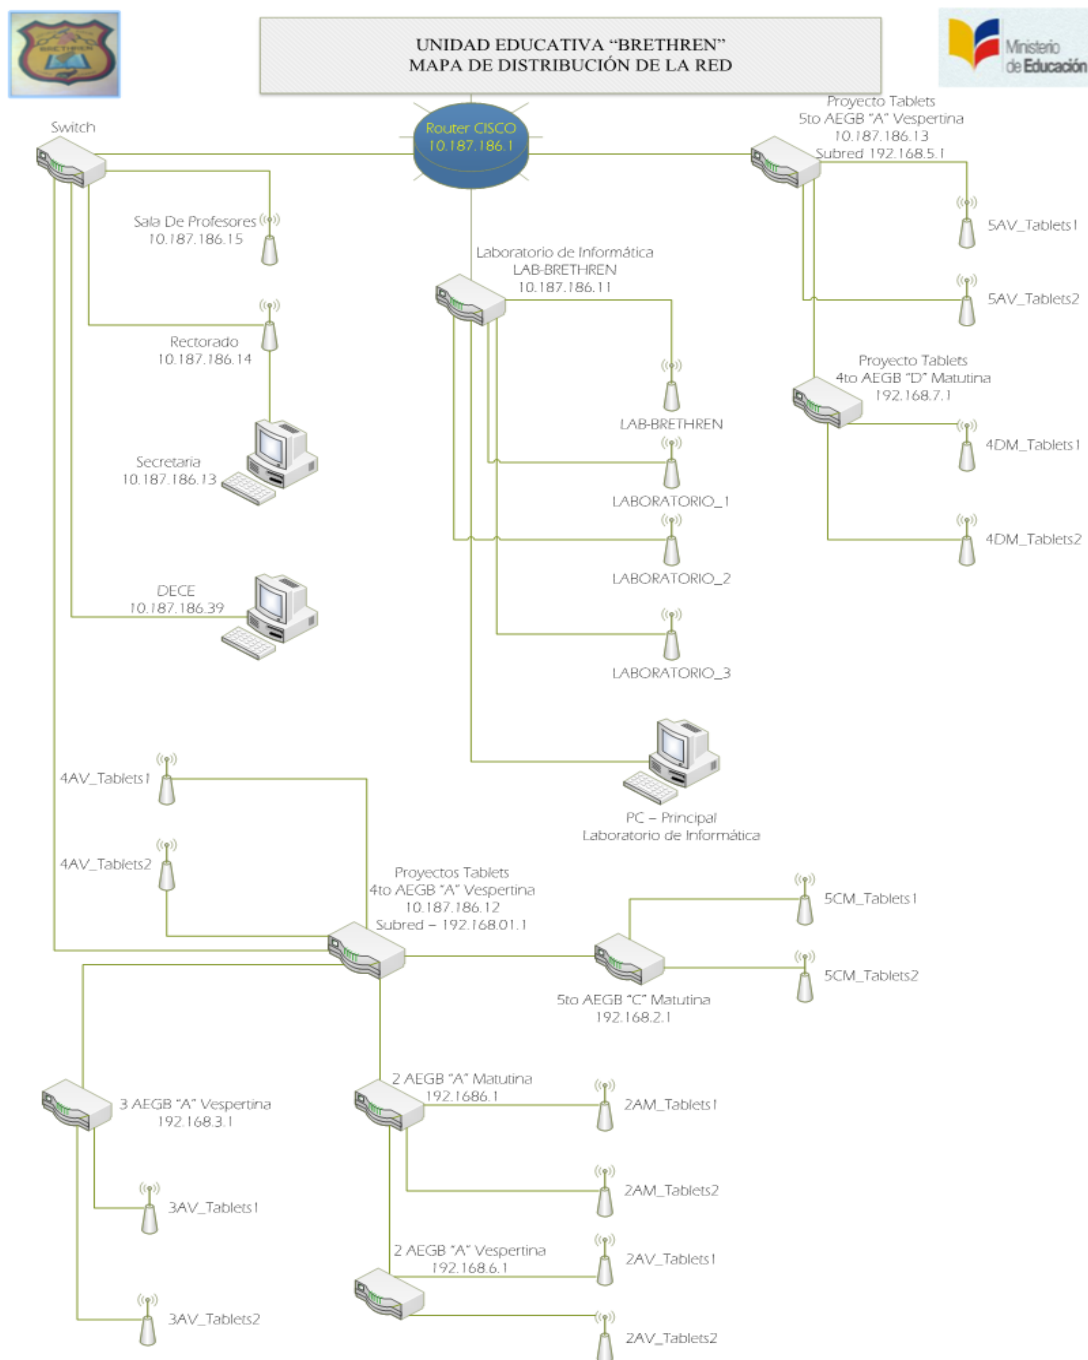 BRETHREN
UNIDAD EDUCATIVA “BRETHREN”
MAPA DE DISTRIBUCIÓN DE LA RED
Ministerio
de Educación
Switch
Router CISCO
10.187.186.1
Proyecto Tablets
5to AEGB “A” Vespertina
10.187.186.13
Subred 192.168.5.1
Sala De Profesores
10.187.186.15
5AV_Tablets1
5AV_Tablets2
Laboratorio de Informática
LAB-BRETHREN
10.187.186.11
Rectorado
10.187.186.14
Proyecto Tablets
4to AEGB “D” Matutina
192.168.7.1
LAB-BRETHREN
4DM_Tablets1
Secretaria
10.187.186.13
LABORATORIO_1
4DM_Tablets2
LABORATORIO_2
DECE
10.187.186.39
LABORATORIO_3
4AV_Tablets1
PC – Principal
Laboratorio de Informática
4AV_Tablets2
Proyectos Tablets
4to AEGB “A” Vespertina
10.187.186.12
Subred – 192.168.01.1
5CM_Tablets1
5CM_Tablets2
5to AEGB “C” Matutina
192.168.2.1
3 AEGB “A” Vespertina
192.168.3.1
2 AEGB “A” Matutina
192.1686.1
2AM_Tablets1
2AM_Tablets2
3AV_Tablets1
2 AEGB “A” Vespertina
192.168.6.1
2AV_Tablets1
3AV_Tablets2
2AV_Tablets2